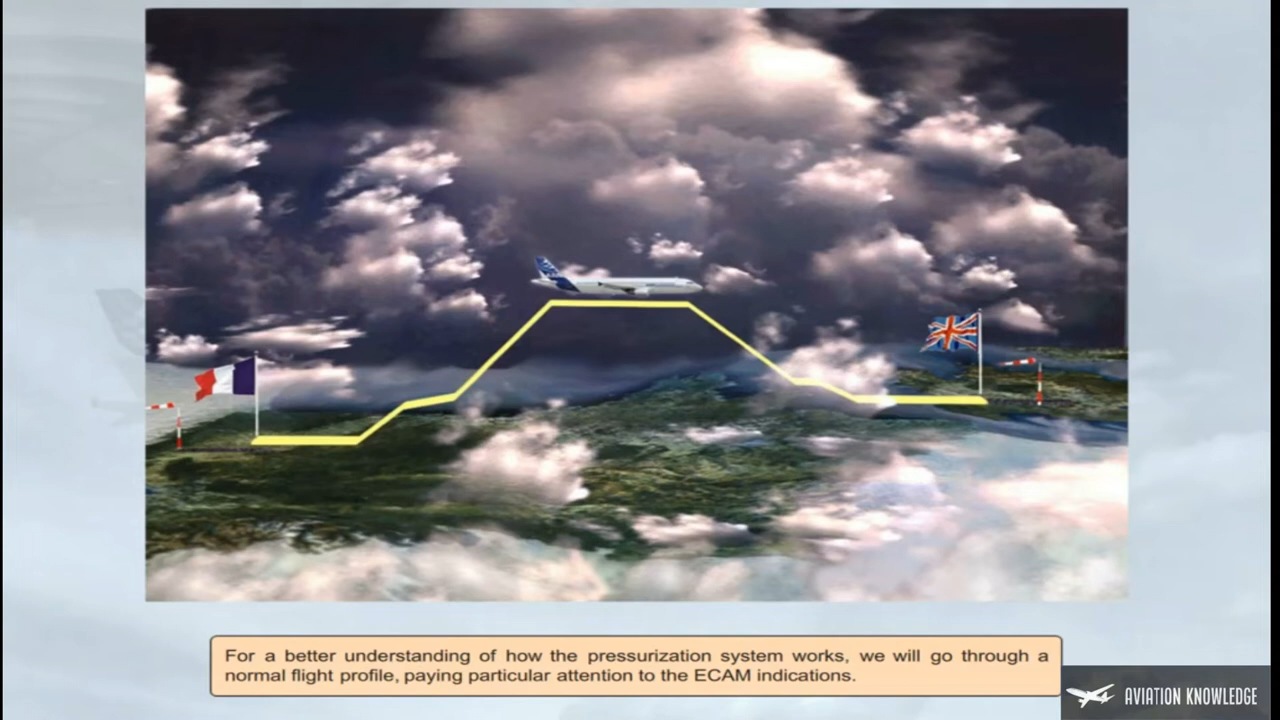 For a better understanding of how the pressurization system works, we will go through a
normal flight profile, paying particular attention to the ECAM indications.
AVIATION KNOWLEDGE